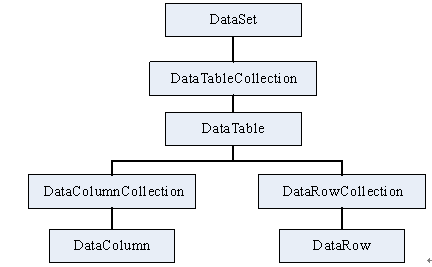 DataSet
DataTableCollection
DataTable
DataColumnCollection
DataRowCollection
DataColumn
DataRow